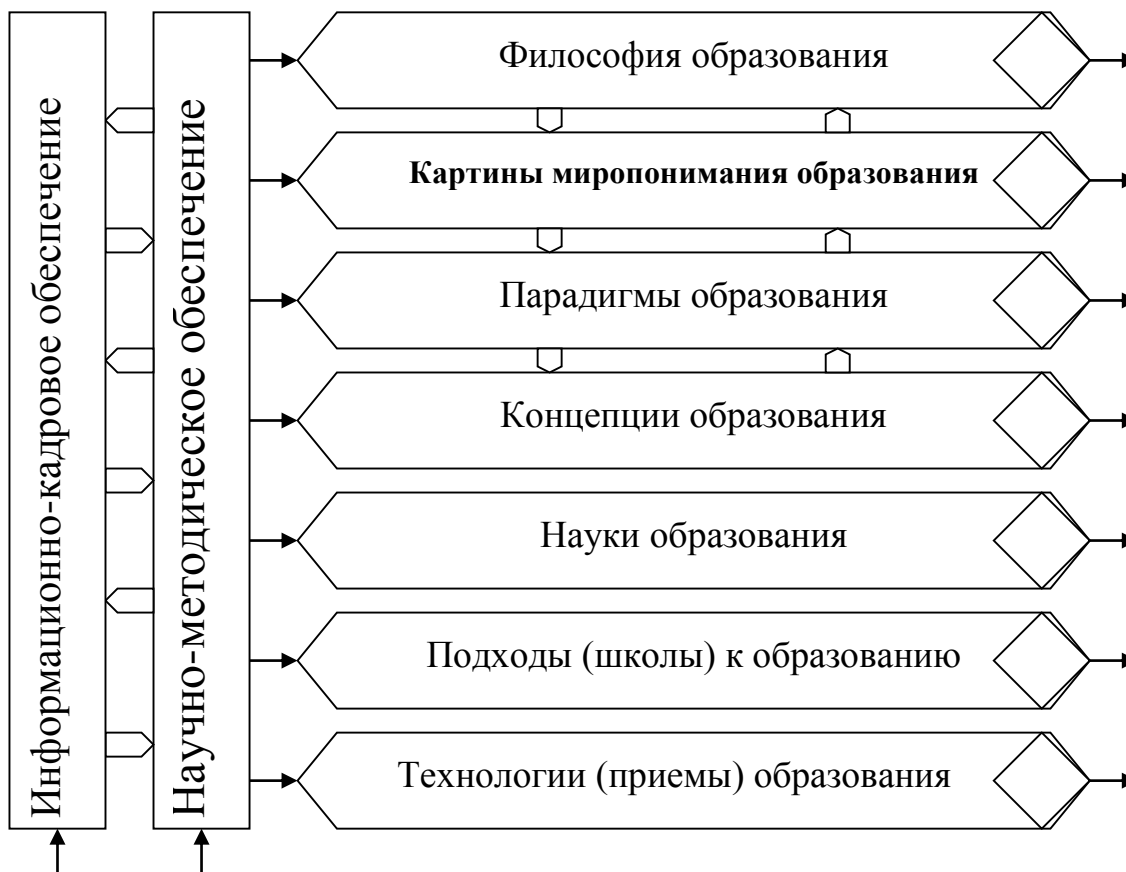 Информационно-кадровое обеспечение
Научно-методическое обеспечение
Философия образования
Картины миропонимания образования
Парадигмы образования
Концепции образования
Науки образования
Подходы (школы) к образованию
Технологии (приемы) образования